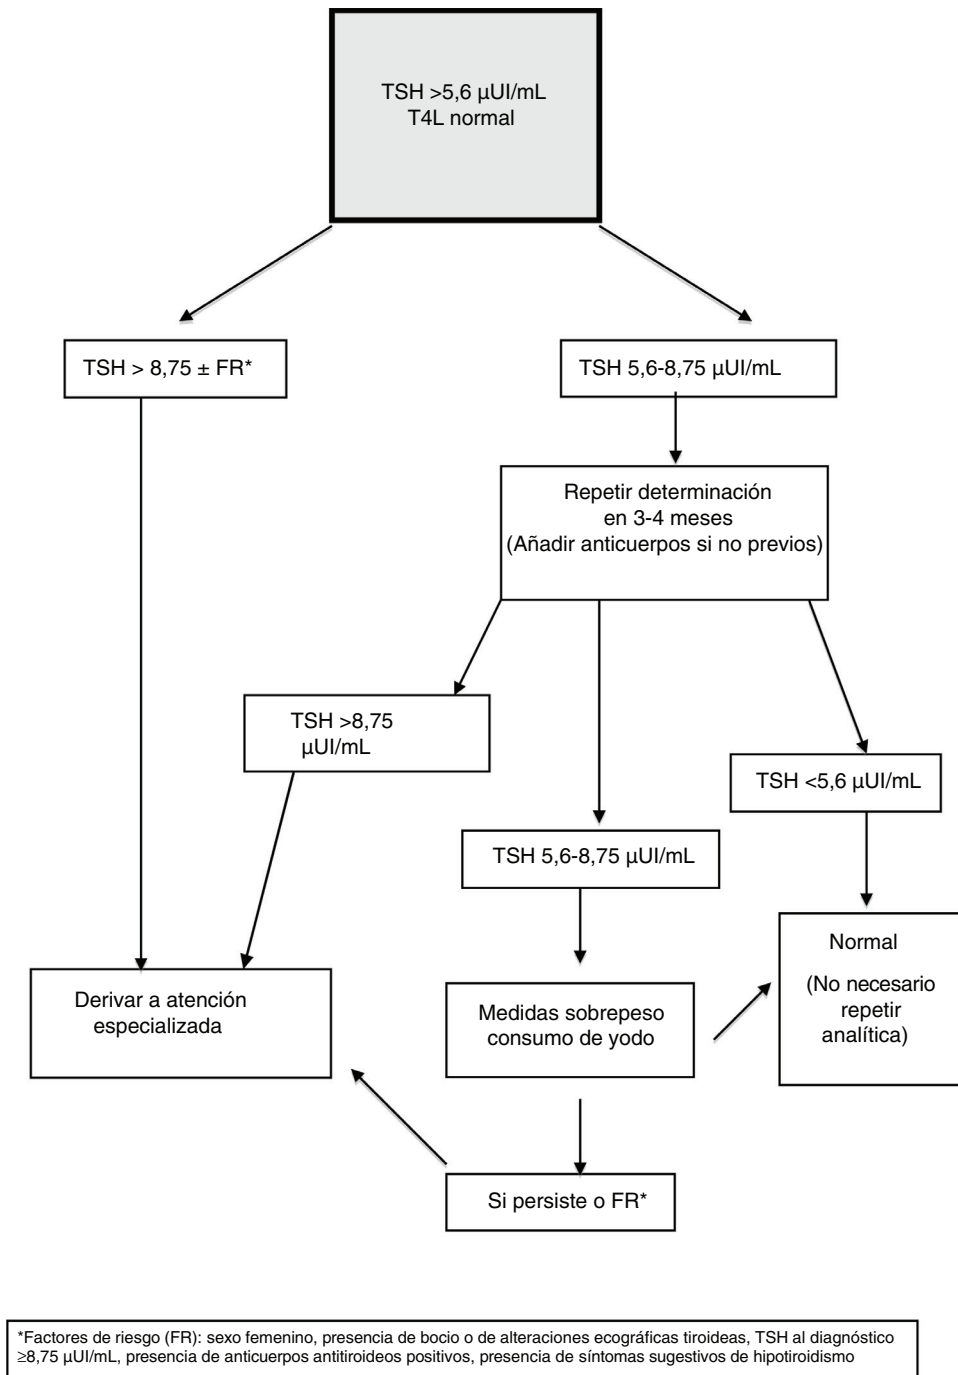 TSH >5,6 µUI/mL
T4L normal
TSH > 8,75 ± FR*
TSH 5,6-8,75 µUI/mL
Repetir determinación
en 3-4 meses
(Añadir anticuerpos si no previos)
TSH >8,75
µUI/mL
TSH <5,6 µUI/mL
TSH 5,6-8,75 µUI/mL
Normal
(No necesario
repetir
analítica)
Derivar a atención
especializada
Medidas sobrepeso
consumo de yodo
Si persiste o FR*
*Factores de riesgo (FR): sexo femenino, presencia de bocio o de alteraciones ecográficas tiroideas, TSH al diagnóstico
≥8,75 µUI/mL, presencia de anticuerpos antitiroideos positivos, presencia de síntomas sugestivos de hipotiroidismo